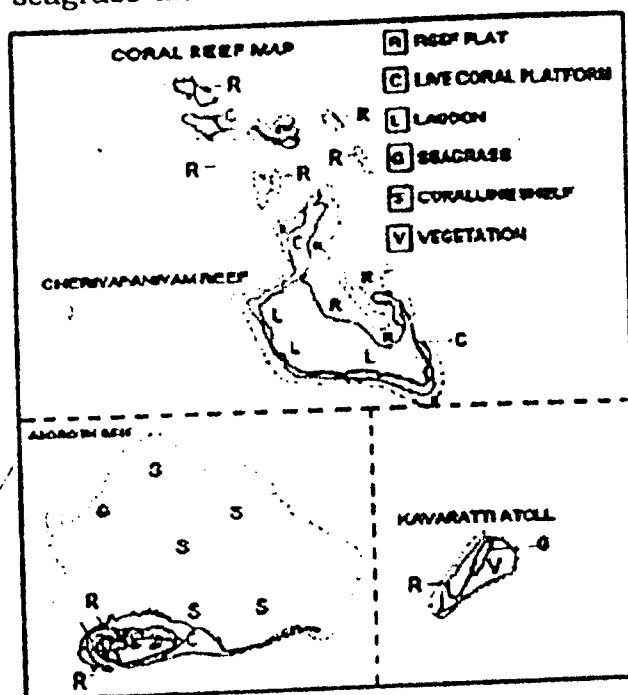 seagrass
CORAL REEF MAP
R REEF FLAT
C LIVE CORAL PLATFORM
L LAGOON
G SEAGRASS
S CORALLINE SHELF
V VEGETATION
R
C
R
R
R
R
C
R
CHERIYAPANIYAM REEF
R
L
R
R
L
L
C
G
G
S
S
S
S
R
C
R
KAVARATTI ATOLL
G
V
R